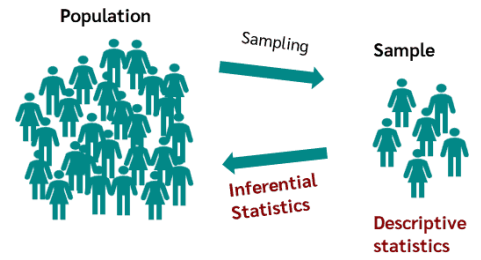 Population
Sampling
Sample
Inferential
Statistics
Descriptive
statistics